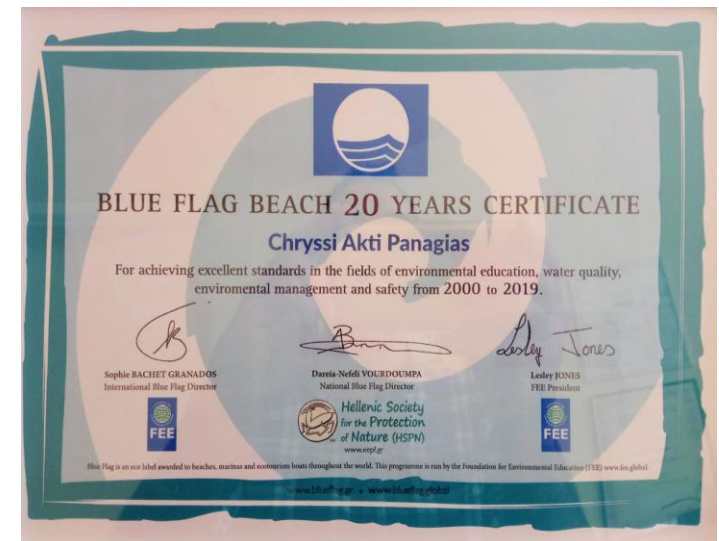 BLUE FLAG BEACH 20 YEARS CERTIFICATE
Chryssi Akti Panagias
For achieving excellent standards in the fields of environmental education, water quality,
enviromental management and safety from 2000 to 2019.
Lesley Jones
Sophie BACHET GRANADOS
International Blue Flag Director
Dareia-Nefeli VOURDOUMPA
National Blue Flag Director
Lesley JONES
FEE President
FEE
Hellenic Society
for the Protection
of Nature (HSPN)
www.eepf.gr
FEE
Blue Flag is an eco label awarded to beaches, marinas and ecotourism boats throughout the world. This programme is run by the Foundation for Environmental Education (FEE) www.fee.global
www.blueflag.gr • www.blueflag.global